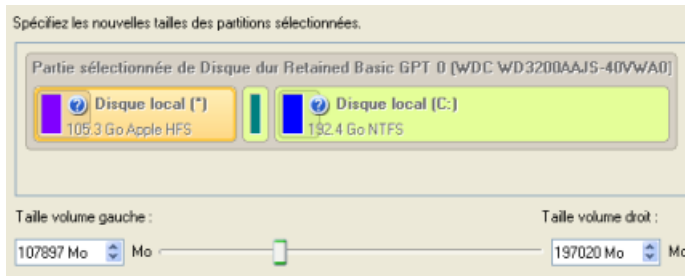 Spécifiez les nouvelles tailles des partitions sélectionnées.
Partie sélectionnée de Disque dur Retained Basic GPT 0 (WDC WD3200AAJS-40VWA0)
Disque local (*)
105.3 Go Apple HFS
Disque local (C:)
192.4 Go NTFS
Taille volume gauche :
Taille volume droit :
107897 Mo Mo
197020 Mo Mo